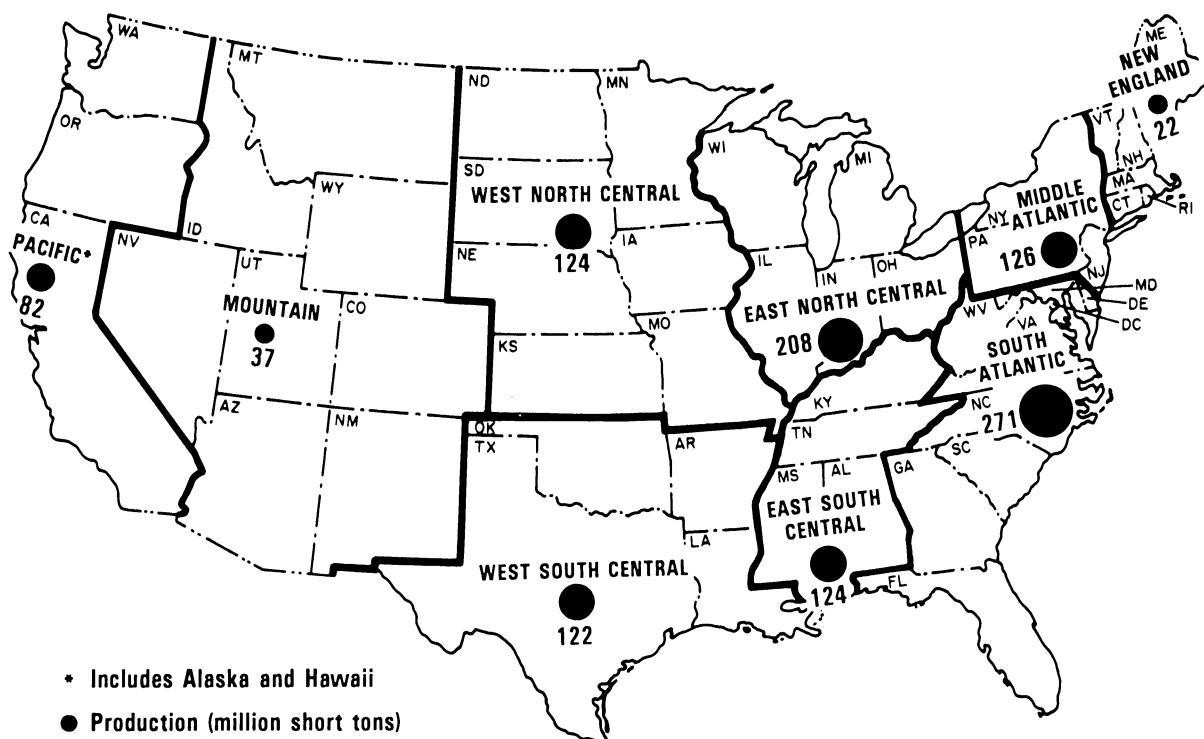 WA
MT
ND
MN
ME
NEW
ENGLAND
22
OR
VT
WI
MI
NH
MA
CT
RI
SD
WEST NORTH CENTRAL
124
WY
MIDDLE
ATLANTIC
NY
PA
126
NJ
CA
PACIFIC*
82
NV
ID
UT
NE
IA
IL
IN
OH
MD
DE
DC
MOUNTAIN
37
CO
EAST NORTH CENTRAL
208
WV
VA
SOUTH
ATLANTIC
271
KS
MO
KY
NC
AZ
NM
OK
TX
AR
TN
SC
MS
AL
GA
EAST SOUTH
CENTRAL
124
LA
FL
WEST SOUTH CENTRAL
122
* Includes Alaska and Hawaii
● Production (million short tons)